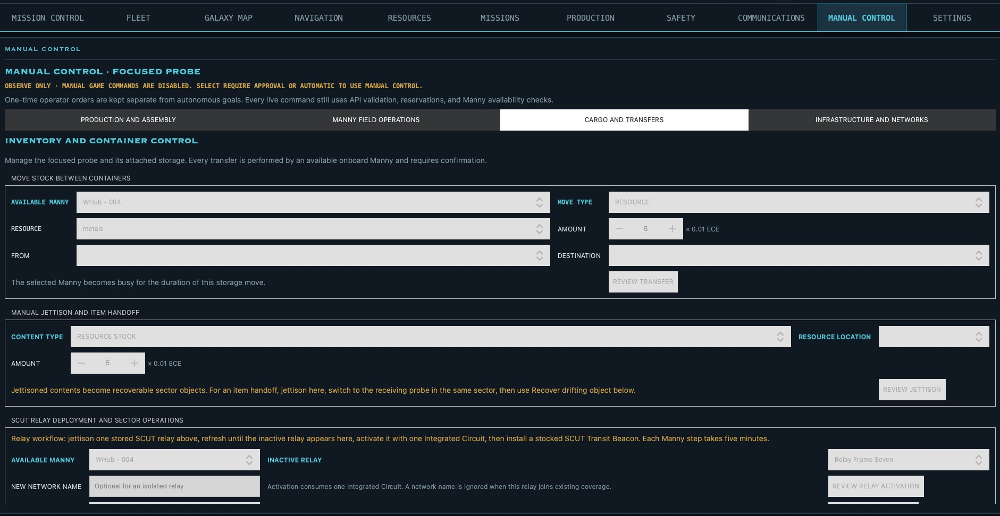 MISSION CONTROL FLEET GALAXY MAP NAVIGATION RESOURCES MISSIONS PRODUCTION SAFETY COMMUNICATIONS MANUAL CONTROL SETTINGS
MANUAL CONTROL
MANUAL CONTROL · FOCUSED PROBE
OBSERVE ONLY · MANUAL GAME COMMANDS ARE DISABLED. SELECT REQUIRE APPROVAL OR AUTOMATIC TO USE MANUAL CONTROL.
One-time operator orders are kept separate from autonomous goals. Every live command still uses API validation, reservations, and Manny availability checks.
PRODUCTION AND ASSEMBLY MANNY FIELD OPERATIONS CARGO AND TRANSFERS INFRASTRUCTURE AND NETWORKS
INVENTORY AND CONTAINER CONTROL
Manage the focused probe and its attached storage. Every transfer is performed by an available onboard Manny and requires confirmation.
MOVE STOCK BETWEEN CONTAINERS
AVAILABLE MANNY WHub - 004 MOVE TYPE RESOURCE
RESOURCE metals AMOUNT 5 × 0.01 ECE
FROM DESTINATION
The selected Manny becomes busy for the duration of this storage move. REVIEW TRANSFER
MANUAL JETTISON AND ITEM HANDOFF
CONTENT TYPE RESOURCE STOCK RESOURCE LOCATION
AMOUNT 5 × 0.01 ECE
Jettisoned contents become recoverable sector objects. For an item handoff, jettison here, switch to the receiving probe in the same sector, then use Recover drifting object below. REVIEW JETTISON
SCUT RELAY DEPLOYMENT AND SECTOR OPERATIONS
Relay workflow: jettison one stored SCUT relay above, refresh until the inactive relay appears here, activate it with one Integrated Circuit, then install a stocked SCUT Transit Beacon. Each Manny step takes five minutes.
AVAILABLE MANNY WHub - 004 INACTIVE RELAY Relay Frame Seven
NEW NETWORK NAME Optional for an isolated relay Activation consumes one Integrated Circuit. A network name is ignored when this relay joins existing coverage. REVIEW RELAY ACTIVATION